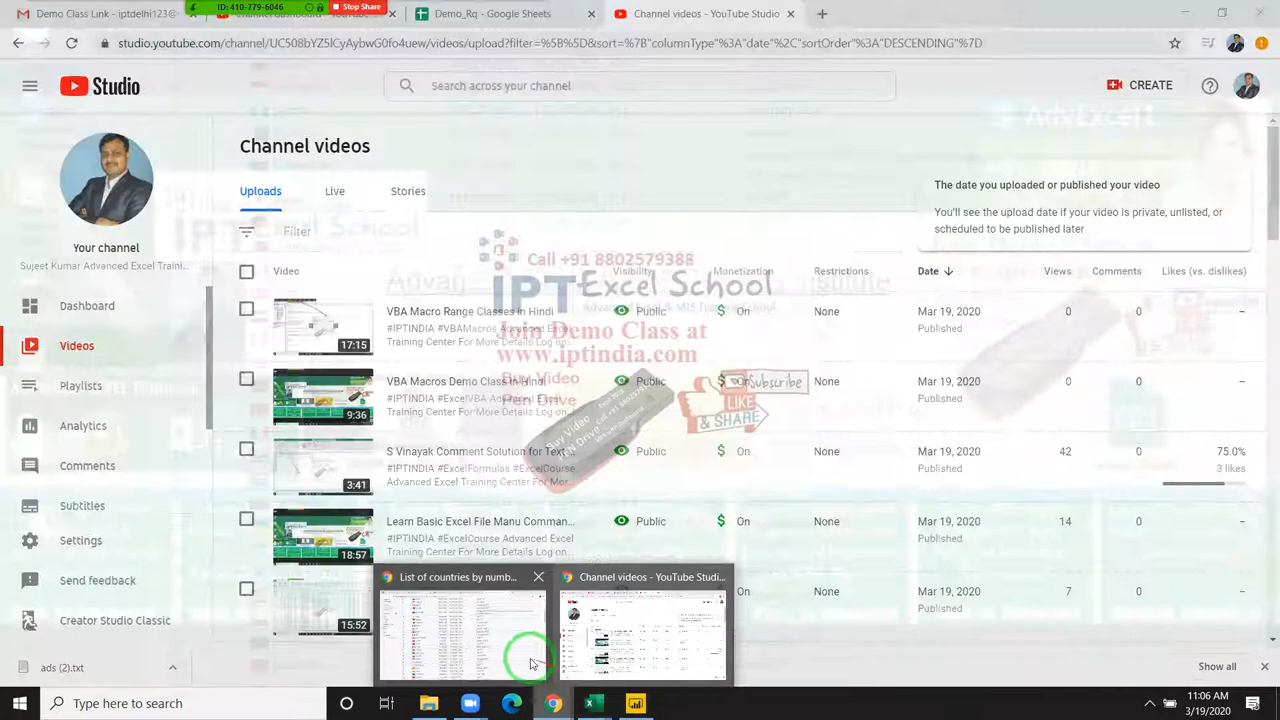 iptdelhi123@
ID: 410-779-6046
Stop Share
Channel dashboard - YouTube
Demo_pq - Google Sheets
Channel videos - YouTube Studio
studio.youtube.com/channel/UC508bYZ5lCyAybwG0fo4uew/videos/upload?filter=%5B%5D&sort=%7B"columnType"%3A"date"%2C"sortOrder"%3A"DESCENDING"%7D
Studio
Search across your channel
CREATE
Channel videos
Uploads
Live
Stories
The date you uploaded or published your video
You'll see the upload date if your video is private, unlisted, or
scheduled to be published later
Filter
Your channel
Sujeet Kumar Advanced Excel Traini...
Call +91 8802579388
Video
Visibility
Monetization
Restrictions
Date
Views
Comments
Likes (vs. dislikes)
IPT Excel School
Dashboard
Videos
Playlists
Analytics
Comments
Subtitles
Settings
Send feedback
Creator Studio Classic
VBA Macro Range Classes in Hindi
#IPTINDIA #VBAMacros Advanced Excel
Training Center For More Details Log on...
17:15
Public
On
None
Mar 19, 2020
Published
0
0
–
Demo Class at
www.iptindia.com
VBA Macros Demo Class in Hindi
#IPTINDIA #Excel VBA Advanced Excel
Training Center For More Details Log on...
9:36
Public
None
Mar 19, 2020
Published
0
0
–
Buy Video
Pen Drive
Subscribe
LIKE
& SHARE
S Vinayak Comment Solution for Text
#IPTINDIA #ExcelFormulas #ExcelCourse
Advanced Excel Training Center For Mor...
3:41
Public
On
None
Mar 19, 2020
Published
42
0
75.0%
3 likes
Learn Basic Excel File Manu Comman...
#IPTINDIA #ExcelCourse Advanced Excel
Training Center For More Details Log on...
18:57
Public
On
None
Mar 19, 2020
Published
0
15:52
On
None
Mar 19, 2020
Published
7
0
–
List of countries by numb...
Channel videos - YouTube Studi...
ads (2).txt
Show all
Type here to search
11:06 AM
3/19/2020